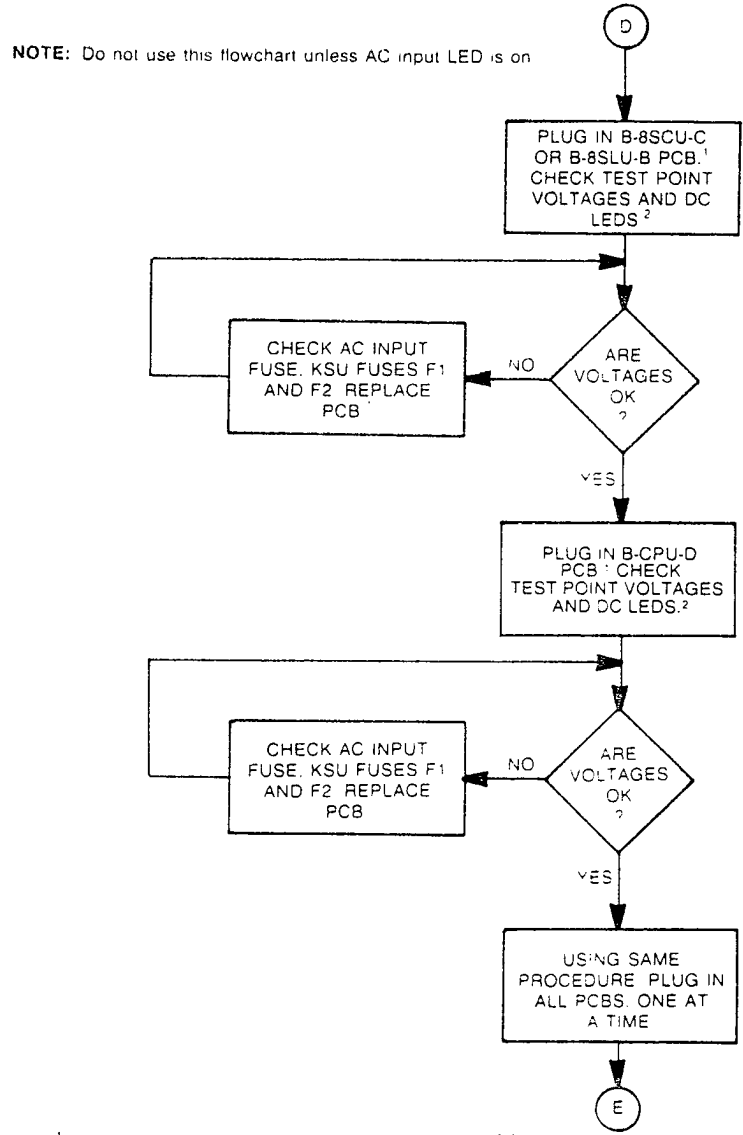 D
NOTE: Do not use this flowchart unless AC input LED is on
PLUG IN B-8SCU-C
OR B-8SLU-B PCB.¹
CHECK TEST POINT
VOLTAGES AND DC
LEDS²
CHECK AC INPUT
FUSE. KSU FUSES F1
AND F2 REPLACE
PCB
NO
ARE
VOLTAGES
OK
?
YES
PLUG IN B-CPU-D
PCB CHECK
TEST POINT VOLTAGES
AND DC LEDS.²
CHECK AC INPUT
FUSE. KSU FUSES F1
AND F2 REPLACE
PCB
NO
ARE
VOLTAGES
OK
?
YES
USING SAME
PROCEDURE PLUG IN
ALL PCBS. ONE AT
A TIME
E